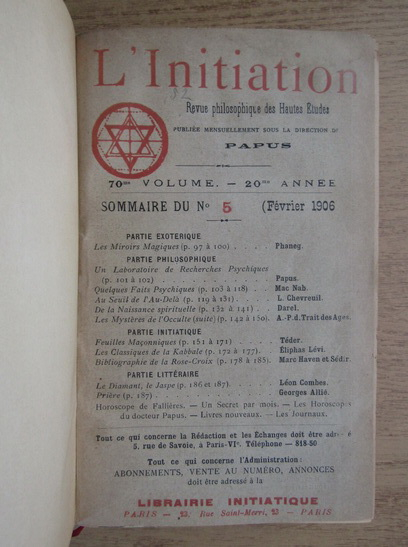 L'Initiation
Revue philosophique des Hautes Études
PUBLIÉE MENSUELLEMENT SOUS LA DIRECTION DE
PAPUS
70me VOLUME. — 20me ANNÉE
SOMMAIRE DU No 5 (Février 1906
PARTIE EXOTÉRIQUE
Les Miroirs Magiques (p. 97 à 100) . . . . Phaneg.
PARTIE PHILOSOPHIQUE
Un Laboratoire de Recherches Psychiques
(p. 101 à 102) . . . . . . . . . . . Papus.
Quelques Faits Psychiques (p. 103 à 118) . . Mac Nab.
Au Seuil de l'Au-Delà (p. 119 à 131) . . . . L. Chevreuil.
De la Naissance spirituelle (p. 132 à 141) . . Darel.
Les Mystères de l'Occulte (suite) (p. 142 à 150). A.-P.d.Trait des Ages.
PARTIE INITIATIQUE
Feuilles Maçonniques (p. 151 à 171) . . . Téder.
Les Classiques de la Kabbale (p. 172 à 177). Éliphas Lévi.
Bibliographie de la Rose-Croix (p. 178 à 185). Marc Haven et Sédir.
PARTIE LITTÉRAIRE
Le Diamant, le Jaspe (p. 186 et 187). . . . Léon Combes.
Prière (p. 187). . . . . . . . . . . Georges Allié.
Horoscope de Fallières. — Un Secret par mois. — Les Horoscopes
du docteur Papus. — Livres nouveaux. — Les Journaux.
Tout ce qui concerne la Rédaction et les Échanges doit être adre é
5, rue de Savoie, à Paris-VIe. Téléphone — 818-50
Tout ce qui concerne l'Administration:
ABONNEMENTS, VENTE AU NUMÉRO, ANNONCES
doit être adressé à la
LIBRAIRIE INITIATIQUE
PARIS — 23, Rue Saint-Merri, 23 — PARIS